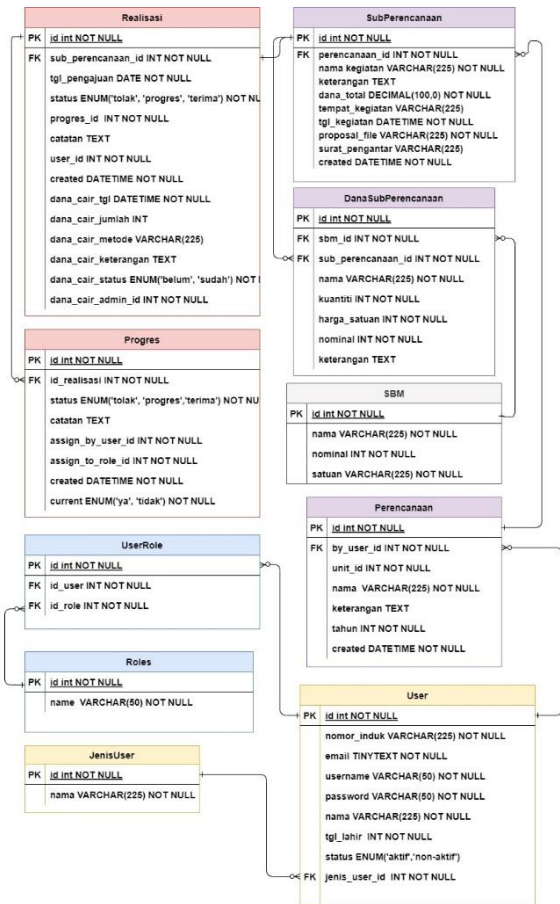 Realisasi
PK id int NOT NULL
FK sub_perencanaan_id INT NOT NULL
tgl_pengajuan DATE NOT NULL
status ENUM('tolak', 'progres', 'terima') NOT NU
progres_id INT NOT NULL
catatan TEXT
user_id INT NOT NULL
created DATETIME NOT NULL
dana_cair_tgl DATETIME NOT NULL
dana_cair_jumlah INT
dana_cair_metode VARCHAR(225)
dana_cair_keterangan TEXT
dana_cair_status ENUM('belum', 'sudah') NOT
dana_cair_admin_id INT NOT NULL
SubPerencanaan
PK id int NOT NULL
FK perencanaan_id INT NOT NULL
nama kegiatan VARCHAR(225) NOT NULL
keterangan TEXT
dana_total DECIMAL(100,0) NOT NULL
tempat_kegiatan VARCHAR(225)
tgl_kegiatan DATETIME NOT NULL
proposal_file VARCHAR(225) NOT NULL
surat_pengantar VARCHAR(225)
created DATETIME NOT NULL
DanaSubPerencanaan
PK id int NOT NULL
FK sbm_id INT NOT NULL
FK sub_perencanaan_id INT NOT NULL
nama VARCHAR(225) NOT NULL
kuantiti INT NOT NULL
harga_satuan INT NOT NULL
nominal INT NOT NULL
keterangan TEXT
Progres
PK id int NOT NULL
FK id_realisasi INT NOT NULL
status ENUM('tolak', 'progres','terima') NOT NU
catatan TEXT
assign_by_user_id INT NOT NULL
assign_to_role_id INT NOT NULL
created DATETIME NOT NULL
current ENUM('ya', 'tidak') NOT NULL
SBM
PK id int NOT NULL
nama VARCHAR(225) NOT NULL
nominal INT NOT NULL
satuan VARCHAR(225) NOT NULL
Perencanaan
PK id int NOT NULL
FK by_user_id INT NOT NULL
unit_id INT NOT NULL
nama VARCHAR(225) NOT NULL
keterangan TEXT
tahun INT NOT NULL
created DATETIME NOT NULL
UserRole
PK id int NOT NULL
FK id_user INT NOT NULL
FK id_role INT NOT NULL
Roles
PK id int NOT NULL
name VARCHAR(50) NOT NULL
JenisUser
PK id int NOT NULL
nama VARCHAR(225) NOT NULL
User
PK id int NOT NULL
nomor_induk VARCHAR(225) NOT NULL
email TINYTEXT NOT NULL
username VARCHAR(50) NOT NULL
password VARCHAR(50) NOT NULL
nama VARCHAR(225) NOT NULL
tgl_lahir INT NOT NULL
status ENUM('aktif','non-aktif')
FK jenis_user_id INT NOT NULL